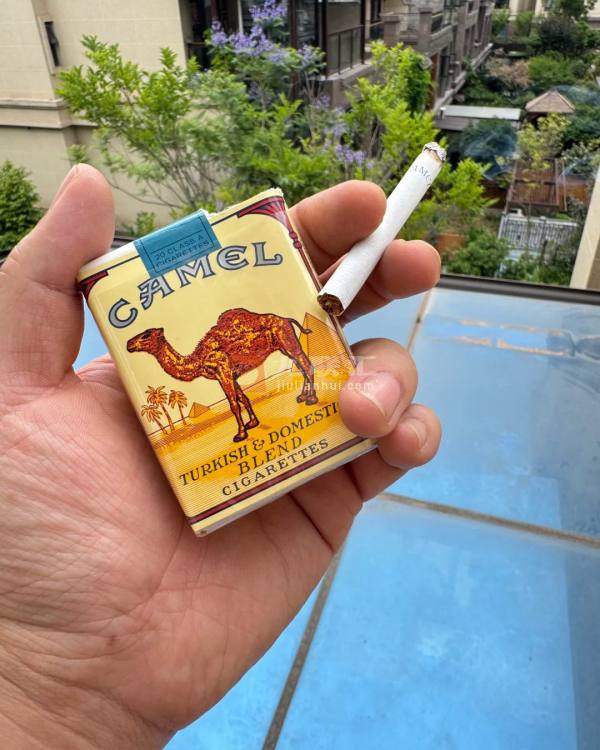 20 CLASS A
CIGARETTES
CAMEL
jiulianhui.com
TURKISH & DOMESTIC
BLEND
CIGARETTES